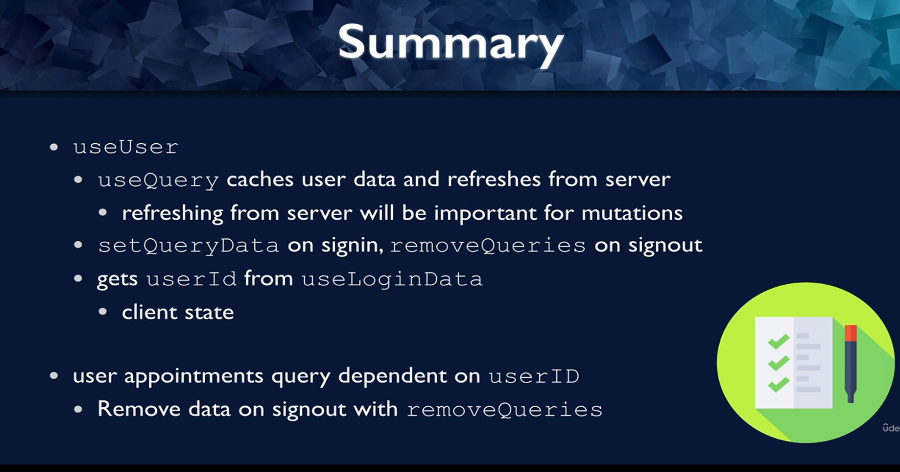 Summary
• useUser
• useQuery caches user data and refreshes from server
• refreshing from server will be important for mutations
• setQueryData on signin, removeQueries on signout
• gets userId from useLoginData
• client state
• user appointments query dependent on userID
• Remove data on signout with removeQueries